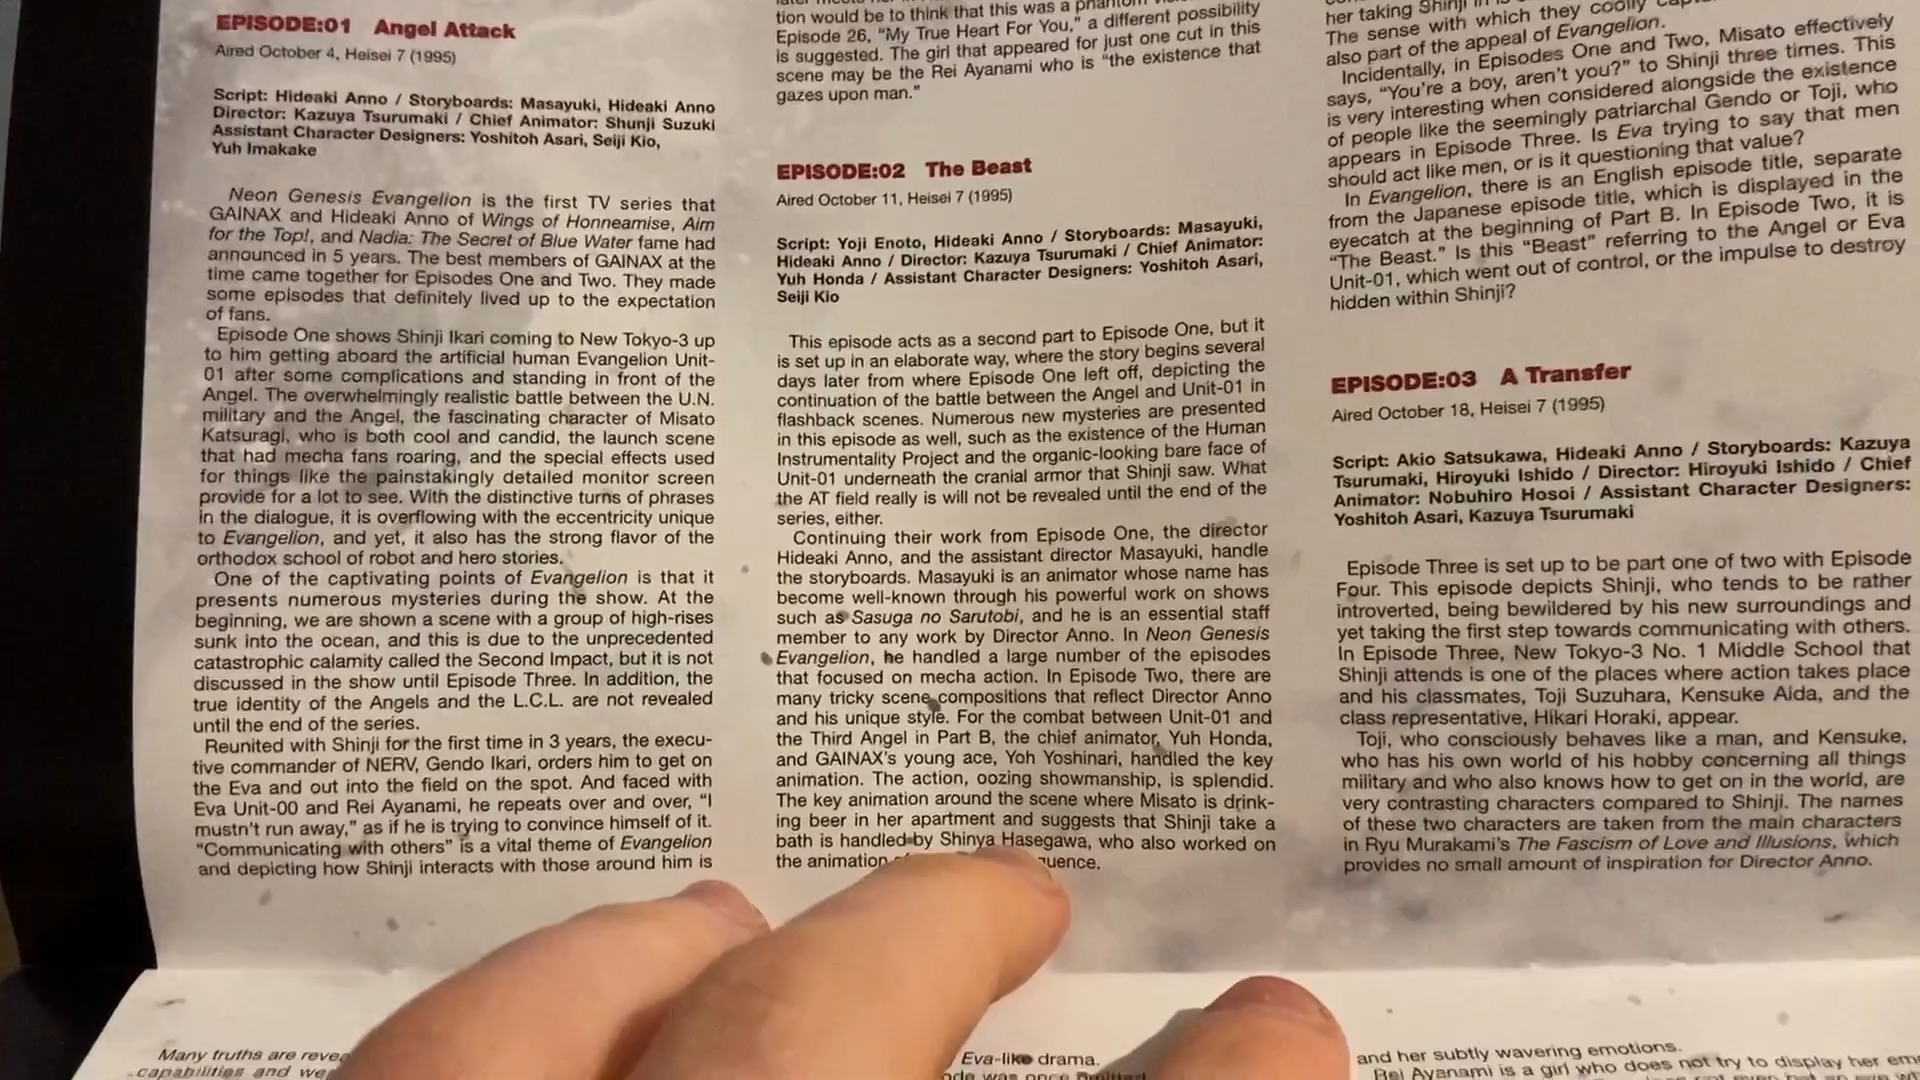 EPISODE:01 Angel Attack
Aired October 4, Heisei 7 (1995)
Script: Hideaki Anno / Storyboards: Masayuki, Hideaki Anno
Director: Kazuya Tsurumaki / Chief Animator: Shunji Suzuki
Assistant Character Designers: Yoshitoh Asari, Seiji Kio,
Yuh Imakake
Neon Genesis Evangelion is the first TV series that
GAINAX and Hideaki Anno of Wings of Honneamise, Aim
for the Top!, and Nadia: The Secret of Blue Water fame had
announced in 5 years. The best members of GAINAX at the
time came together for Episodes One and Two. They made
some episodes that definitely lived up to the expectation
of fans.
Episode One shows Shinji Ikari coming to New Tokyo-3 up
to him getting aboard the artificial human Evangelion Unit-
01 after some complications and standing in front of the
Angel. The overwhelmingly realistic battle between the U.N.
military and the Angel, the fascinating character of Misato
Katsuragi, who is both cool and candid, the launch scene
that had mecha fans roaring, and the special effects used
for things like the painstakingly detailed monitor screen
provide for a lot to see. With the distinctive turns of phrases
in the dialogue, it is overflowing with the eccentricity unique
to Evangelion, and yet, it also has the strong flavor of the
orthodox school of robot and hero stories.
One of the captivating points of Evangelion is that it
presents numerous mysteries during the show. At the
beginning, we are shown a scene with a group of high-rises
sunk into the ocean, and this is due to the unprecedented
catastrophic calamity called the Second Impact, but it is not
discussed in the show until Episode Three. In addition, the
true identity of the Angels and the L.C.L. are not revealed
until the end of the series.
Reunited with Shinji for the first time in 3 years, the execu-
tive commander of NERV, Gendo Ikari, orders him to get on
the Eva and out into the field on the spot. And faced with
Eva Unit-00 and Rei Ayanami, he repeats over and over, "I
mustn't run away," as if he is trying to convince himself of it.
"Communicating with others" is a vital theme of Evangelion
and depicting how Shinji interacts with those around him is
tion would be to think that this was a phantom
Episode 26, "My True Heart For You," a different possibility
is suggested. The girl that appeared for just one cut in this
scene may be the Rei Ayanami who is "the existence that
gazes upon man."
EPISODE:02 The Beast
Aired October 11, Heisei 7 (1995)
Script: Yoji Enoto, Hideaki Anno / Storyboards: Masayuki,
Hideaki Anno / Director: Kazuya Tsurumaki / Chief Animator:
Yuh Honda / Assistant Character Designers: Yoshitoh Asari,
Seiji Kio
This episode acts as a second part to Episode One, but it
is set up in an elaborate way, where the story begins several
days later from where Episode One left off, depicting the
continuation of the battle between the Angel and Unit-01 in
flashback scenes. Numerous new mysteries are presented
in this episode as well, such as the existence of the Human
Instrumentality Project and the organic-looking bare face of
Unit-01 underneath the cranial armor that Shinji saw. What
the AT field really is will not be revealed until the end of the
series, either.
Continuing their work from Episode One, the director
Hideaki Anno, and the assistant director Masayuki, handle
the storyboards. Masayuki is an animator whose name has
become well-known through his powerful work on shows
such as Sasuga no Sarutobi, and he is an essential staff
member to any work by Director Anno. In Neon Genesis
Evangelion, he handled a large number of the episodes
that focused on mecha action. In Episode Two, there are
many tricky scene compositions that reflect Director Anno
and his unique style. For the combat between Unit-01 and
the Third Angel in Part B, the chief animator, Yuh Honda,
and GAINAX's young ace, Yoh Yoshinari, handled the key
animation. The action, oozing showmanship, is splendid.
The key animation around the scene where Misato is drink-
ing beer in her apartment and suggests that Shinji take a
bath is handled by Shinya Hasegawa, who also worked on
the animation
her taking Shinji in
The sense with which they coolly
also part of the appeal of Evangelion.
Incidentally, in Episodes One and Two, Misato effectively
says, "You're a boy, aren't you?" to Shinji three times. This
is very interesting when considered alongside the existence
of people like the seemingly patriarchal Gendo or Toji, who
appears in Episode Three. Is Eva trying to say that men
should act like men, or is it questioning that value?
In Evangelion, there is an English episode title, separate
from the Japanese episode title, which is displayed in the
eyecatch at the beginning of Part B. In Episode Two, it is
"The Beast." Is this "Beast" referring to the Angel or Eva
Unit-01, which went out of control, or the impulse to destroy
hidden within Shinji?
EPISODE:03 A Transfer
Aired October 18, Heisei 7 (1995)
Script: Akio Satsukawa, Hideaki Anno / Storyboards: Kazuya
Tsurumaki, Hiroyuki Ishido / Director: Hiroyuki Ishido / Chief
Animator: Nobuhiro Hosoi / Assistant Character Designers:
Yoshitoh Asari, Kazuya Tsurumaki
Episode Three is set up to be part one of two with Episode
Four. This episode depicts Shinji, who tends to be rather
introverted, being bewildered by his new surroundings and
yet taking the first step towards communicating with others.
In Episode Three, New Tokyo-3 No. 1 Middle School that
Shinji attends is one of the places where action takes place
and his classmates, Toji Suzuhara, Kensuke Aida, and the
class representative, Hikari Horaki, appear.
Toji, who consciously behaves like a man, and Kensuke,
who has his own world of his hobby concerning all things
military and who also knows how to get on in the world, are
very contrasting characters compared to Shinji. The names
of these two characters are taken from the main characters
in Ryu Murakami's The Fascism of Love and Illusions, which
provides no small amount of inspiration for Director Anno.
Many truths are
capabilities and
Eva-like drama.
was once
and her subtly wavering emotions.
Rei Ayanami is a girl who does not try to display her